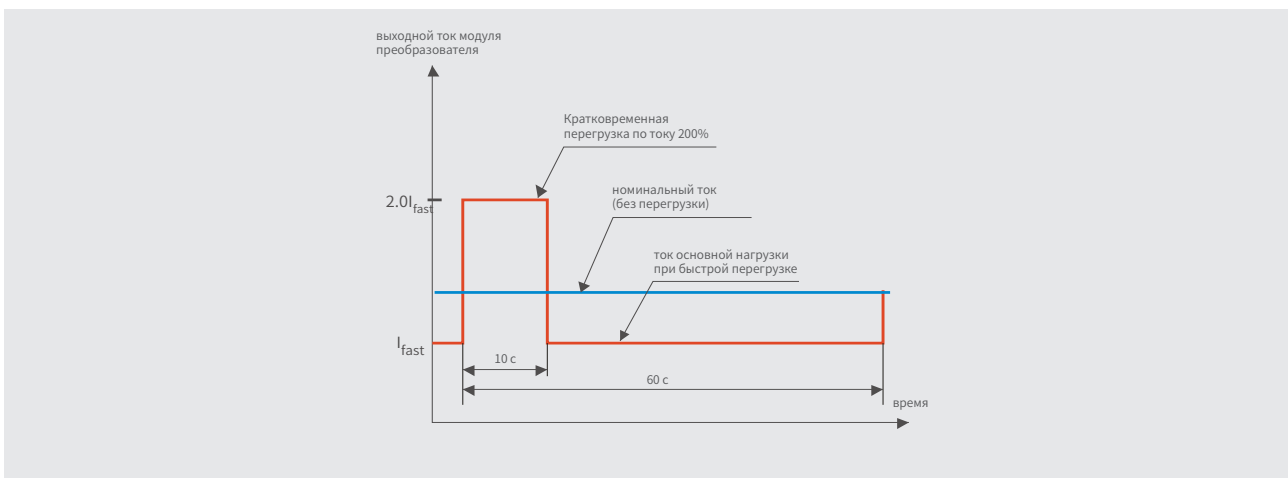 выходной ток модуля
преобразователя
Кратковременная
перегрузка по току 200%
номинальный ток
(без перегрузки)
2.0I fast
ток основной нагрузки
при быстрой перегрузке
I fast
10 с
60 с
время